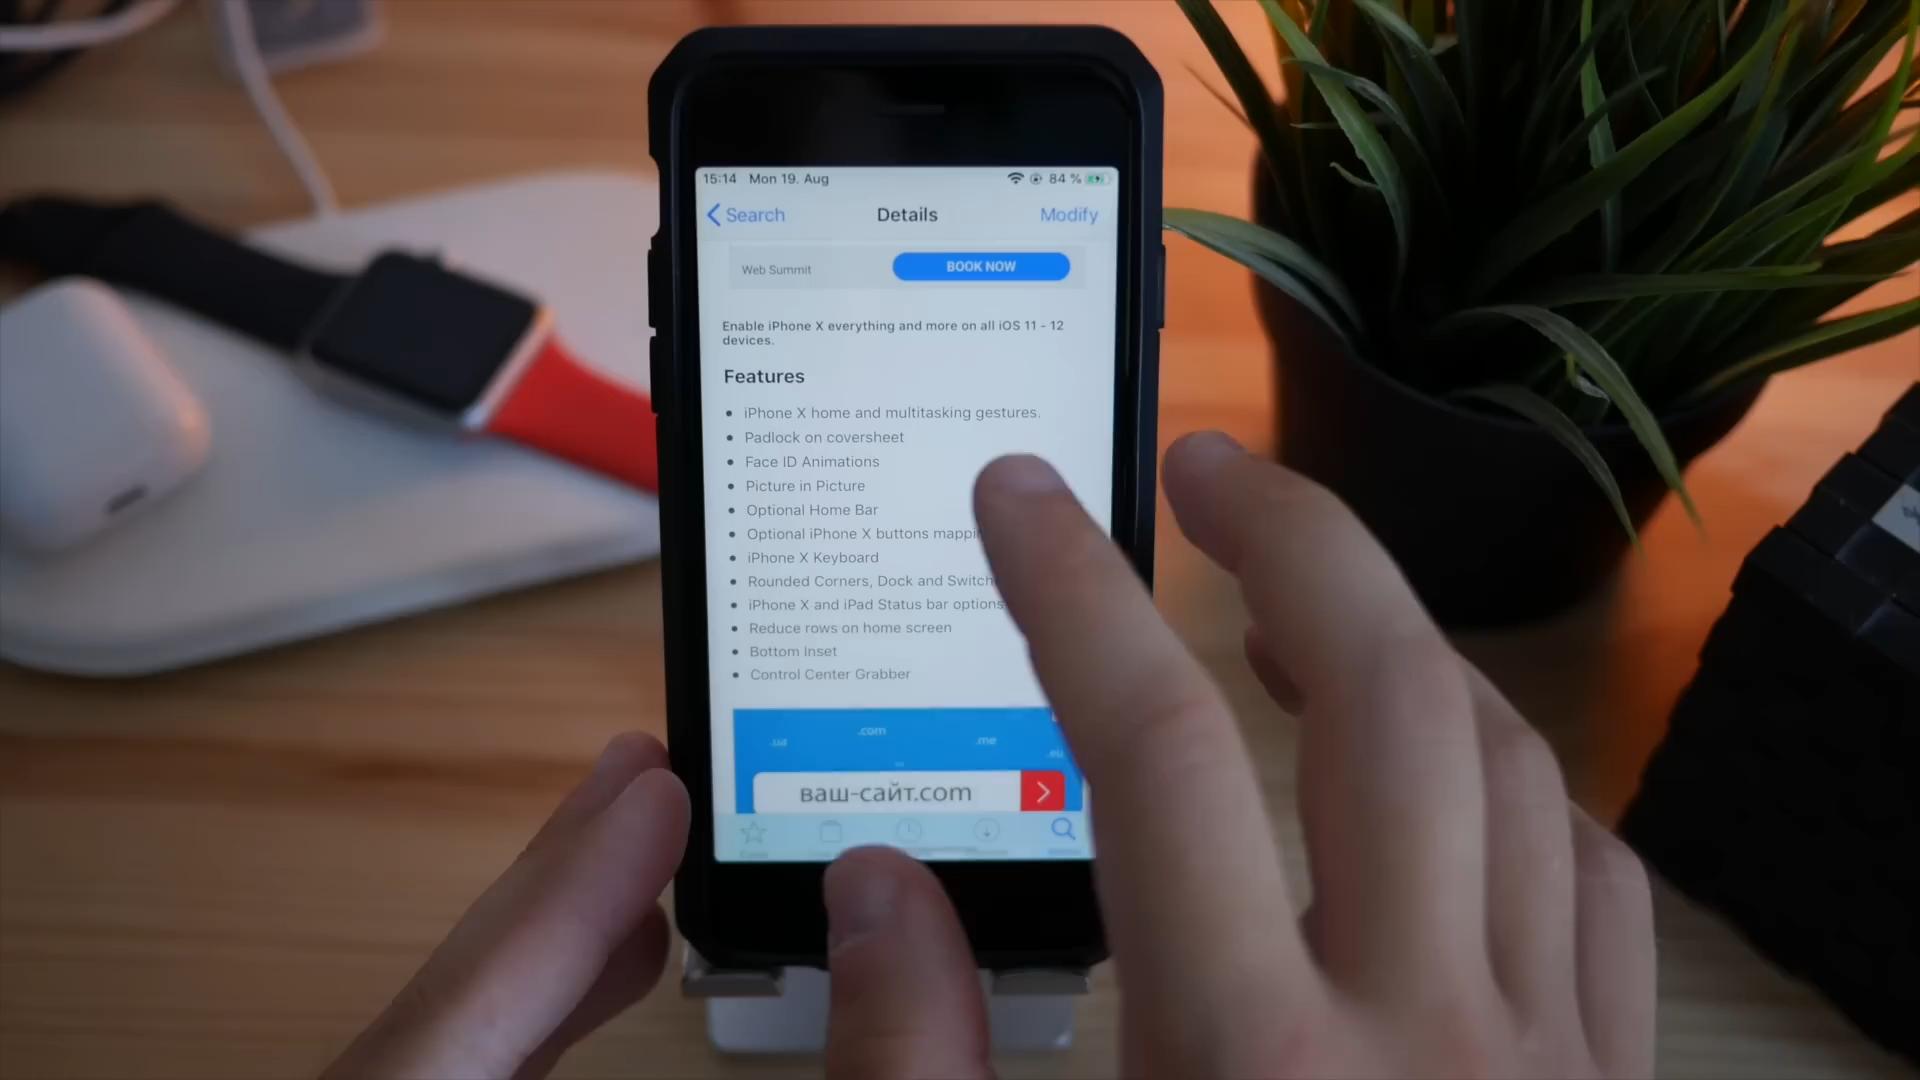 15:14 Mon 19. Aug 84 %
Search Details Modify
Web Summit BOOK NOW
Enable iPhone X everything and more on all iOS 11 - 12
devices.
Features
iPhone X home and multitasking gestures.
Padlock on coversheet
Face ID Animations
Picture in Picture
Optional Home Bar
Optional iPhone X buttons
iPhone X Keyboard
Rounded Corners, Dock and
iPhone X and iPad Status bar options
Reduce rows on home screen
Bottom Inset
Control Center Grabber
.com
.ua .me
.eu
ваш-сайт.com